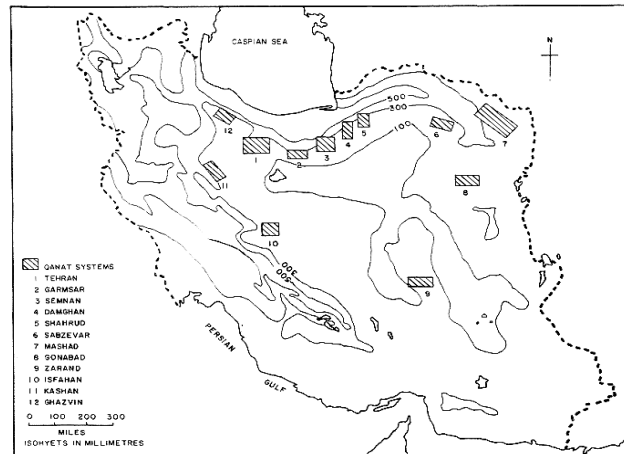 CASPIAN SEA
N
500
300
100
12
1
2
3
4
5
6
7
8
11
10
9
300
500
PERSIAN
GULF
QANAT SYSTEMS
1 TEHRAN
2 GARMSAR
3 SEMNAN
4 DAMGHAN
5 SHAHRUD
6 SABZEVAR
7 MASHAD
8 GONABAD
9 ZARAND
10 ISFAHAN
11 KASHAN
12 GHAZVIN
0 100 200 300
MILES
ISOHYETS IN MILLIMETRES